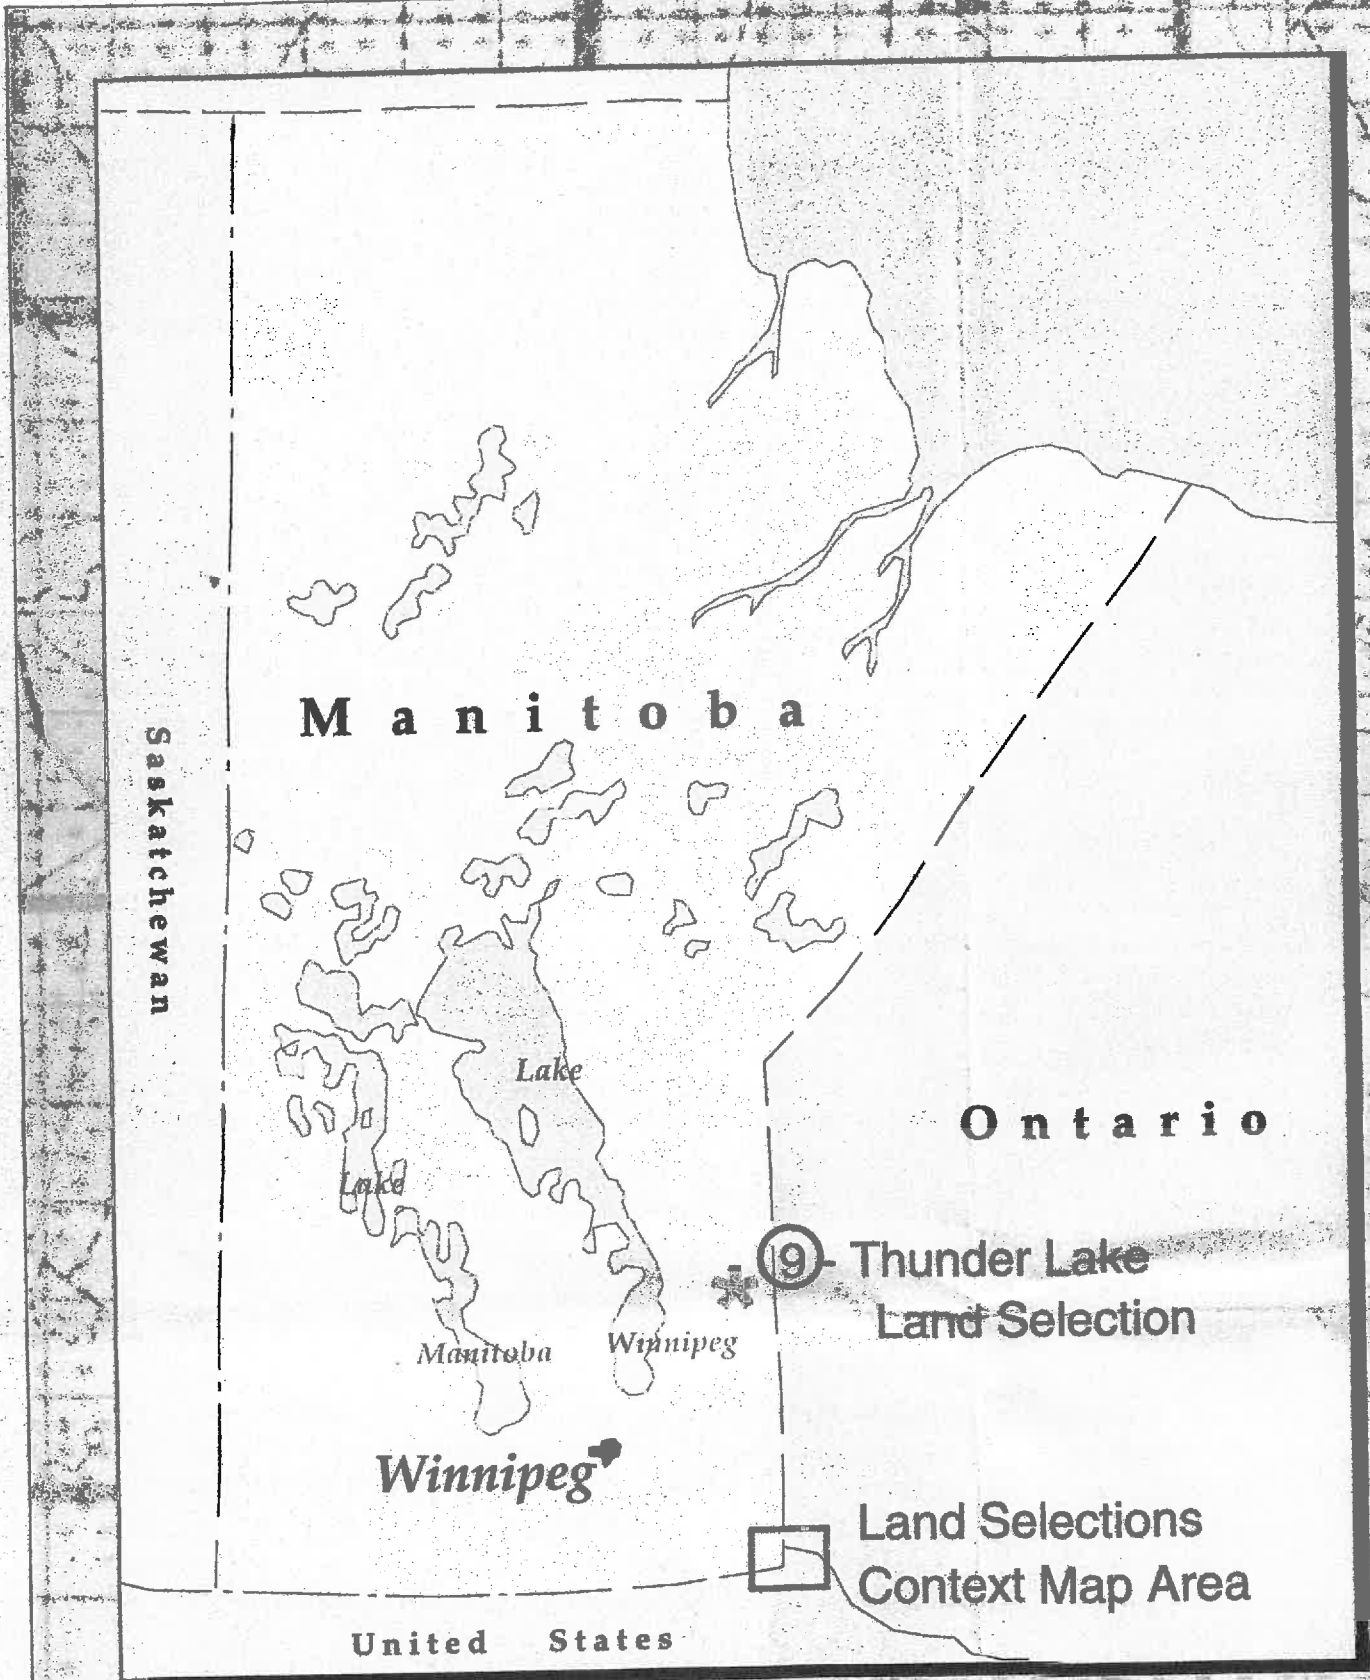 Manitoba
Saskatchewan
Lake
Ontario
Lake
9 Thunder Lake
Land Selection
Manitoba
Winnipeg
Winnipeg
Land Selections
Context Map Area
United States